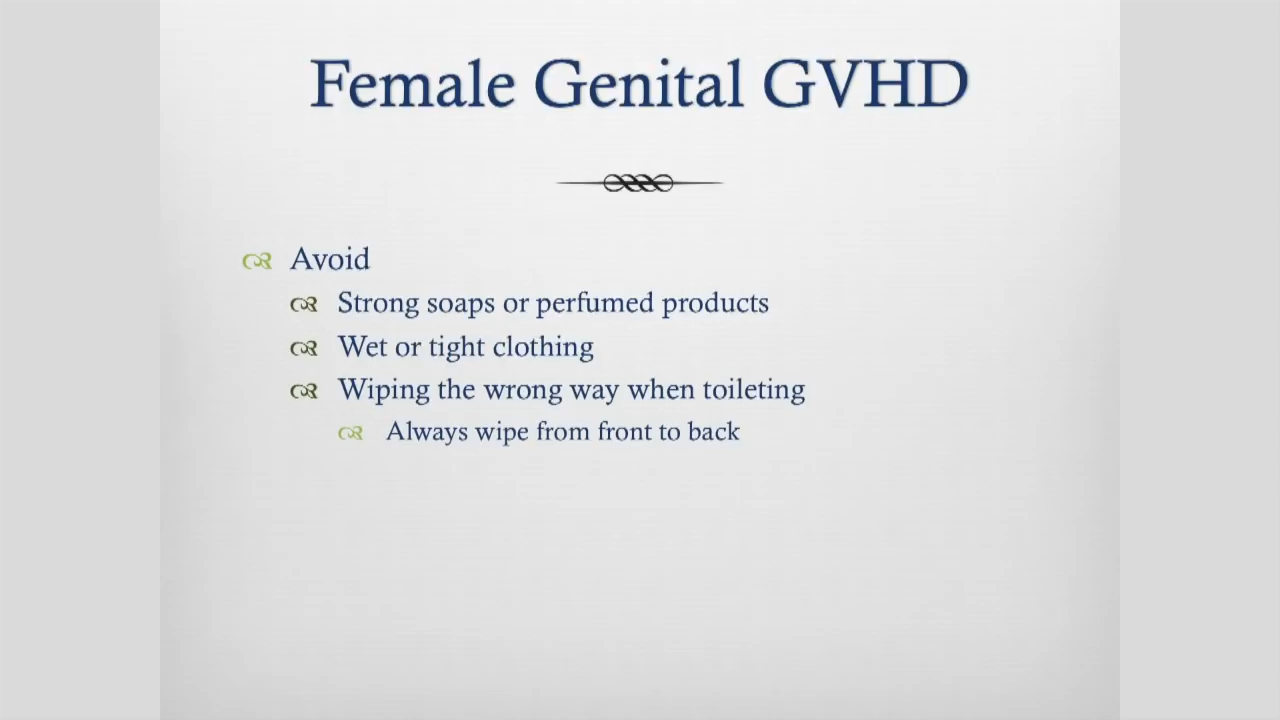 Female Genital GVHD
Avoid
Strong soaps or perfumed products
Wet or tight clothing
Wiping the wrong way when toileting
Always wipe from front to back